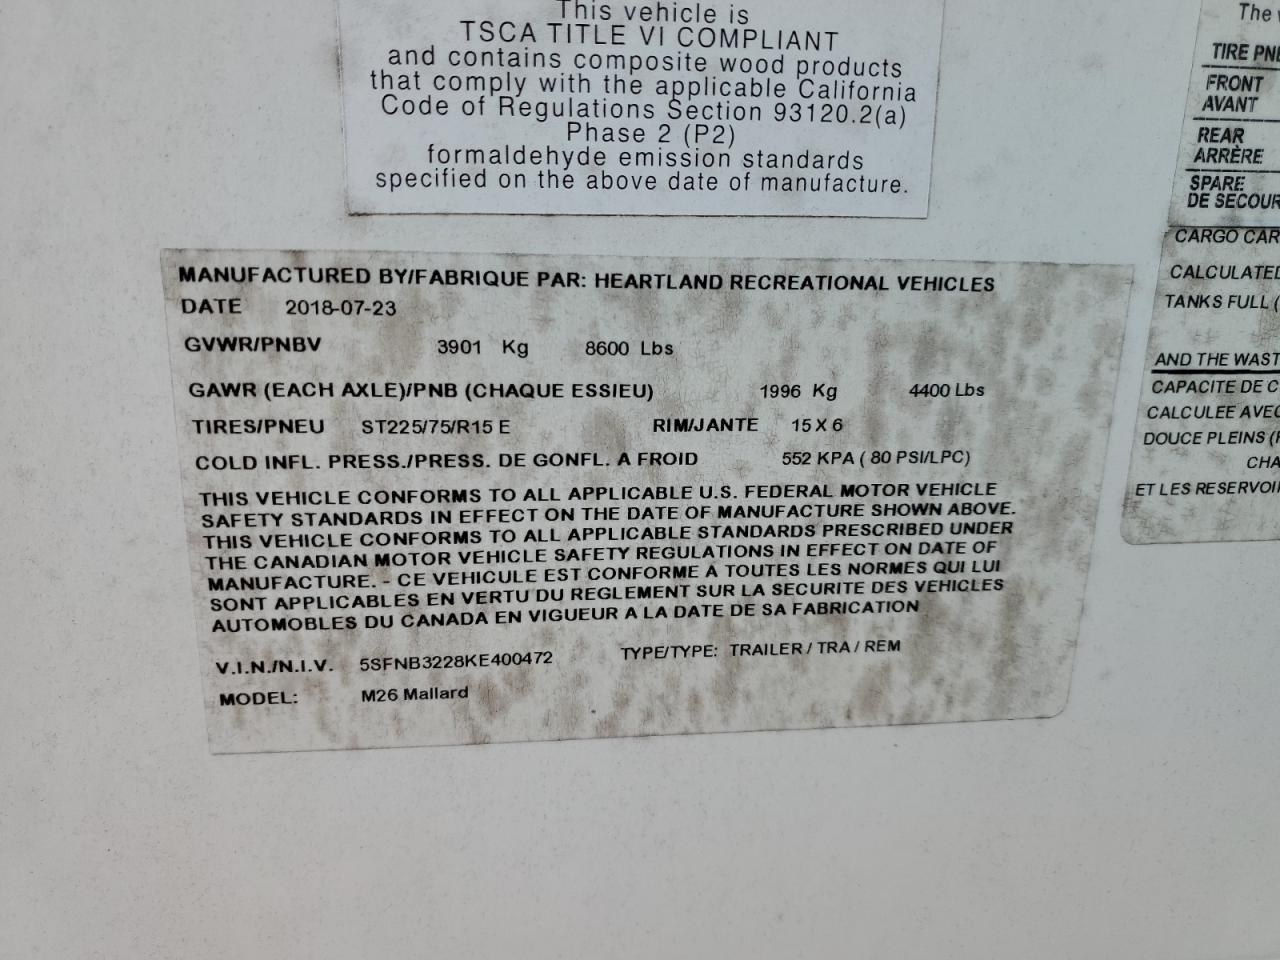 This vehicle is
TSCA TITLE VI COMPLIANT
and contains composite wood products
that comply with the applicable California
Code of Regulations Section 93120.2(a)
Phase 2 (P2)
formaldehyde emission standards
specified on the above date of manufacture.
MANUFACTURED BY/FABRIQUE PAR: HEARTLAND RECREATIONAL VEHICLES
DATE 2018-07-23
GVWR/PNBV 3901 Kg 8600 Lbs
GAWR (EACH AXLE)/PNB (CHAQUE ESSIEU) 1996 Kg 4400 Lbs
TIRES/PNEU ST225/75/R15 E RIM/JANTE 15 X 6
COLD INFL. PRESS./PRESS. DE GONFL. A FROID 552 KPA ( 80 PSI/LPC)
THIS VEHICLE CONFORMS TO ALL APPLICABLE U.S. FEDERAL MOTOR VEHICLE
SAFETY STANDARDS IN EFFECT ON THE DATE OF MANUFACTURE SHOWN ABOVE.
THIS VEHICLE CONFORMS TO ALL APPLICABLE STANDARDS PRESCRIBED UNDER
THE CANADIAN MOTOR VEHICLE SAFETY REGULATIONS IN EFFECT ON DATE OF
MANUFACTURE. - CE VEHICULE EST CONFORME A TOUTES LES NORMES QUI LUI
SONT APPLICABLES EN VERTU DU REGLEMENT SUR LA SECURITE DES VEHICLES
AUTOMOBLES DU CANADA EN VIGUEUR A LA DATE DE SA FABRICATION
V.I.N./N.I.V. 5SFNB3228KE400472 TYPE/TYPE: TRAILER / TRA / REM
MODEL: M26 Mallard
The
TIRE
FRONT
AVANT
REAR
ARRÈRE
SPARE
DE SECOUR
CARGO CAR
CALCULATED
TANKS FULL (
AND THE WAST
CAPACITE DE C
CALCULEE AVEC
DOUCE PLEINS (
CHA
ET LES RESERVOI